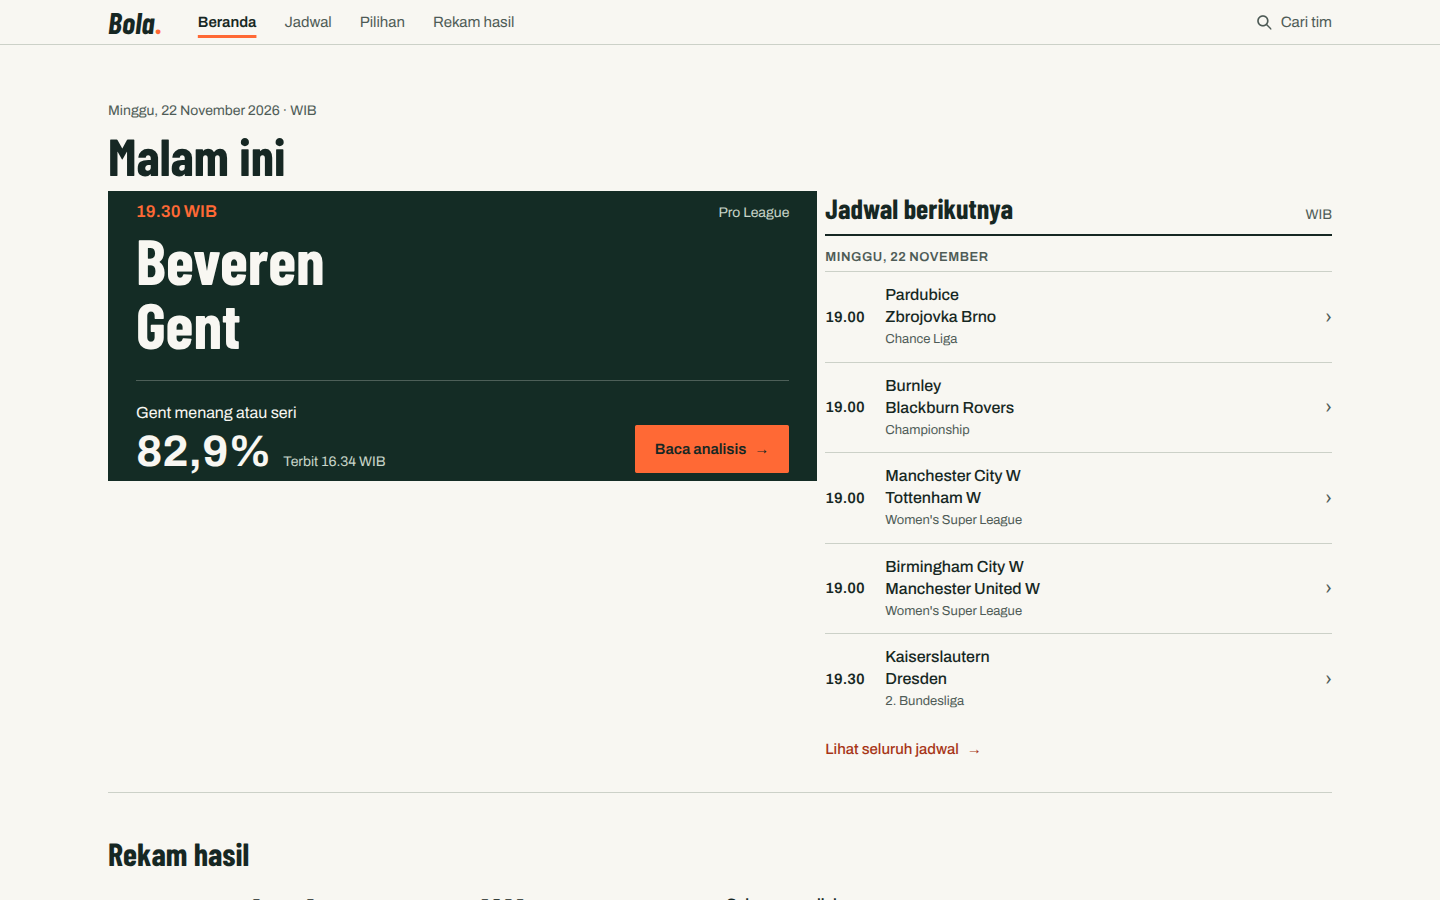 Bola.
Beranda
Jadwal
Pilihan
Rekam hasil
Cari tim
Minggu, 22 November 2026 · WIB
Malam ini
19.30 WIB
Pro League
Beveren
Gent
Gent menang atau seri
82,9%
Terbit 16.34 WIB
Baca analisis →
Jadwal berikutnya
WIB
MINGGU, 22 NOVEMBER
19.00
Pardubice
Zbrojovka Brno
Chance Liga
19.00
Burnley
Blackburn Rovers
Championship
19.00
Manchester City W
Tottenham W
Women's Super League
19.00
Birmingham City W
Manchester United W
Women's Super League
19.30
Kaiserslautern
Dresden
2. Bundesliga
Lihat seluruh jadwal →
Rekam hasil